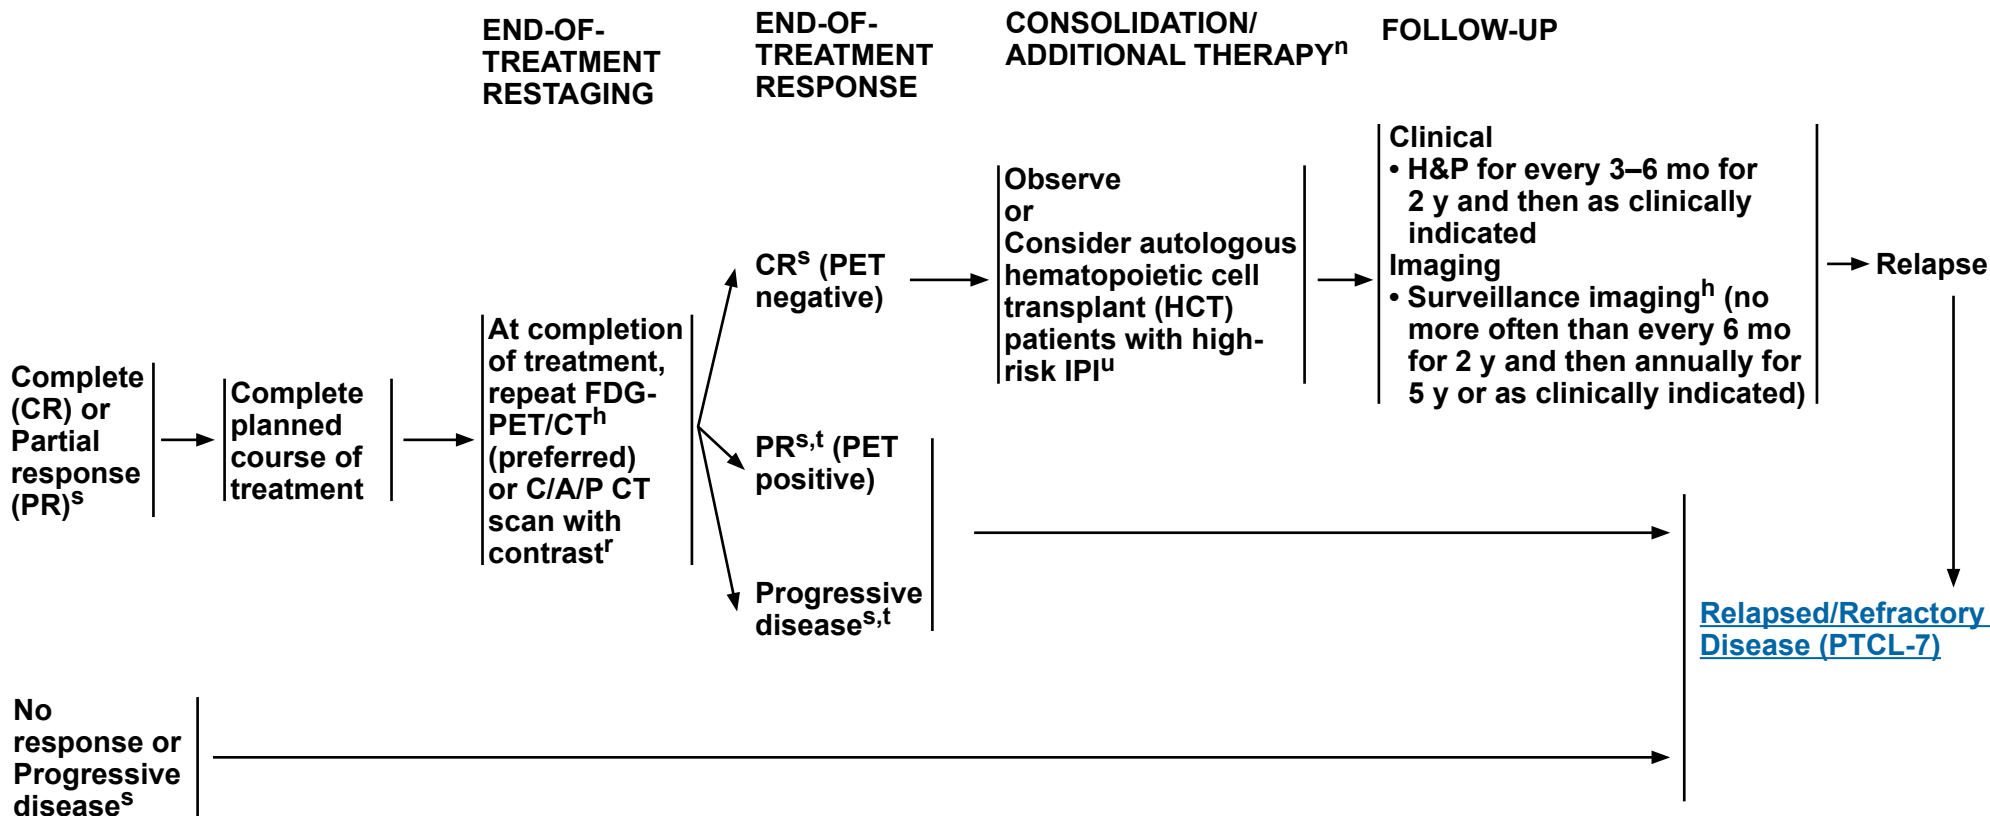 END-OF-
TREATMENT
RESTAGING
END-OF-
TREATMENT
RESPONSE
CONSOLIDATION/
ADDITIONAL THERAPYⁿ
FOLLOW-UP
Complete
(CR) or
Partial
response
(PR)ˢ
Complete
planned
course of
treatment
At completion
of treatment,
repeat FDG-
PET/CTʰ
(preferred)
or C/A/P CT
scan with
contrastʳ
CRˢ (PET
negative)
PRˢ,ᵗ (PET
positive)
Progressive
diseaseˢ,ᵗ
Observe
or
Consider autologous
hematopoietic cell
transplant (HCT)
patients with high-
risk IPIᵘ
Clinical
• H&P for every 3–6 mo for
2 y and then as clinically
indicated
Imaging
• Surveillance imagingʰ (no
more often than every 6 mo
for 2 y and then annually for
5 y or as clinically indicated)
Relapse
Relapsed/Refractory
Disease (PTCL-7)
No
response or
Progressive
diseaseˢ